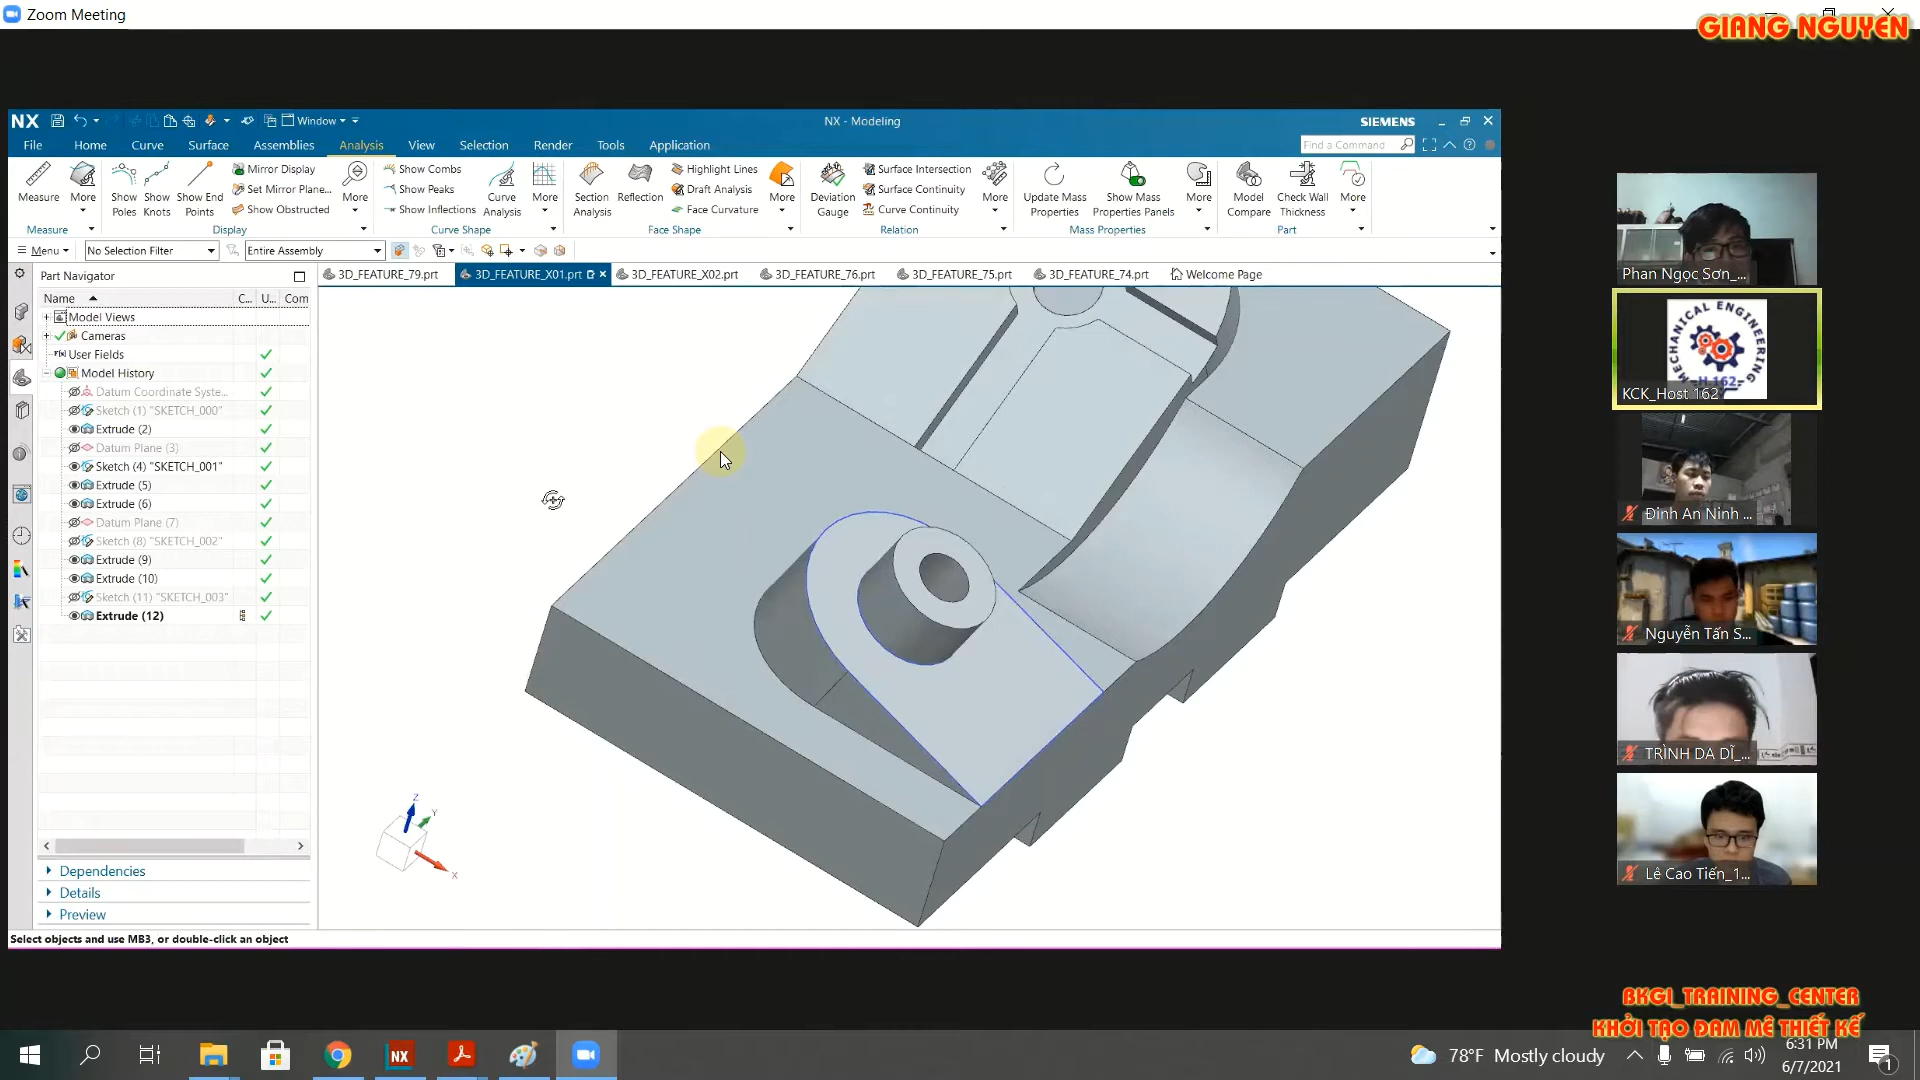 Zoom Meeting
GIANG NGUYEN
NX
Window
NX - Modeling
SIEMENS
File Home Curve Surface Assemblies Analysis View Selection Render Tools Application
Find a Command
Measure
More
Show Poles
Show Knots
Show End Points
Mirror Display
Set Mirror Plane...
Show Obstructed
More
Show Combs
Show Peaks
Show Inflections
Curve Analysis
More
Section Analysis
Reflection
Highlight Lines
Draft Analysis
Face Curvature
More
Deviation Gauge
Surface Intersection
Surface Continuity
Curve Continuity
More
Update Mass Properties
Show Mass Properties Panels
More
Model Compare
Check Wall Thickness
More
Measure Display Curve Shape Face Shape Relation Mass Properties Part
Menu
No Selection Filter
Entire Assembly
Part Navigator
3D_FEATURE_79.prt
3D_FEATURE_X01.prt
3D_FEATURE_X02.prt
3D_FEATURE_76.prt
3D_FEATURE_75.prt
3D_FEATURE_74.prt
Welcome Page
Name C... U... Com
Model Views
Cameras
User Fields
Model History
Datum Coordinate Syste...
Sketch (1) "SKETCH_000"
Extrude (2)
Datum Plane (3)
Sketch (4) "SKETCH_001"
Extrude (5)
Extrude (6)
Datum Plane (7)
Sketch (8) "SKETCH_002"
Extrude (9)
Extrude (10)
Sketch (11) "SKETCH_003"
Extrude (12)
Dependencies
Details
Preview
Z
Y
X
Select objects and use MB3, or double-click an object
Phan Ngọc Sơn_...
MECHANICAL ENGINEERING
H.162
KCK_Host 162
Đinh An Ninh ...
Nguyễn Tấn S...
TRỊNH DA DĨ_...
Lê Cao Tiến_1...
BKGI_TRAINING_CENTER
KHỞI TẠO ĐAM MÊ THIẾT KẾ
NX
78°F Mostly cloudy
6:31 PM
6/7/2021
1